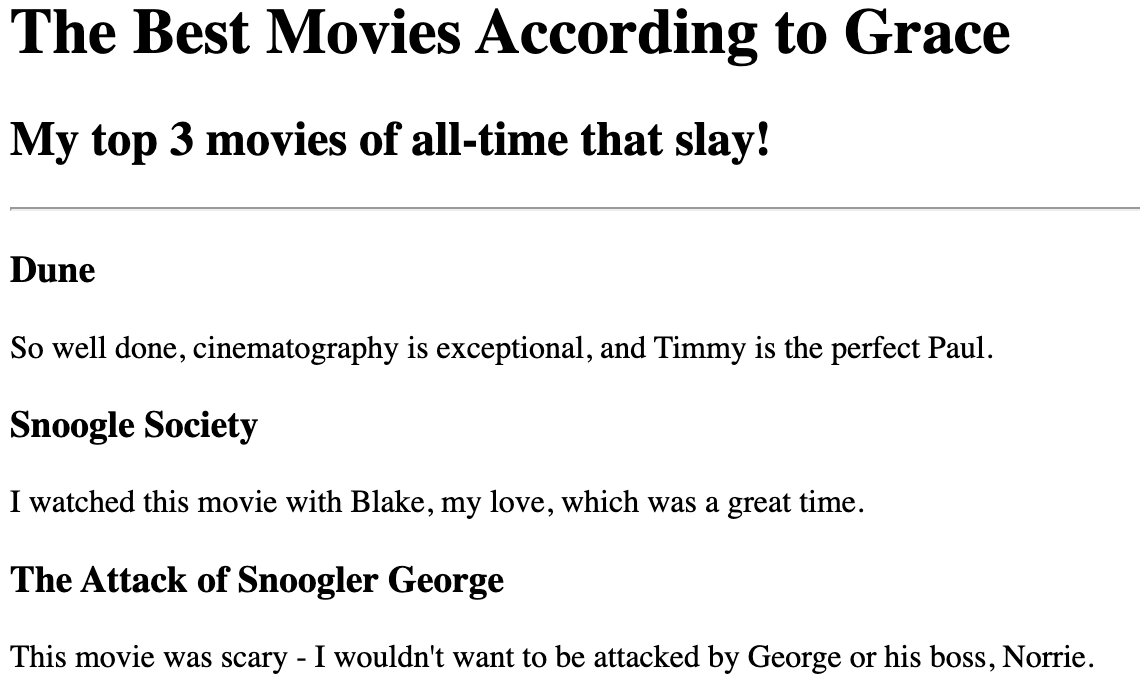 The Best Movies According to Grace
My top 3 movies of all-time that slay!
Dune
So well done, cinematography is exceptional, and Timmy is the perfect Paul.
Snoogle Society
I watched this movie with Blake, my love, which was a great time.
The Attack of Snoogler George
This movie was scary - I wouldn't want to be attacked by George or his boss, Norrie.